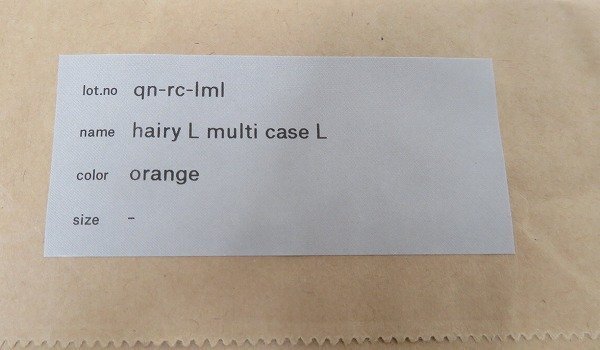 lot.no qn-rc-lml
name hairy L multi case L
color orange
size -